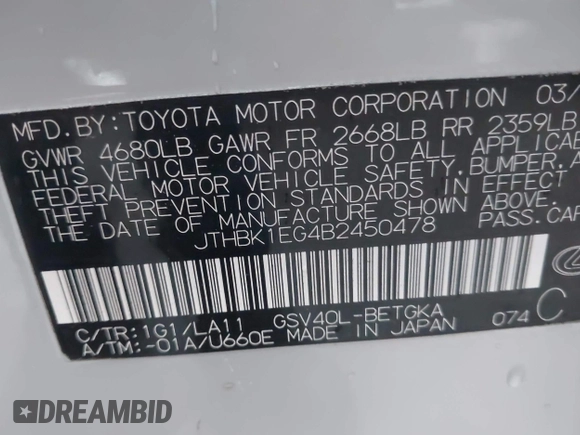 MFD. BY: TOYOTA MOTOR CORPORATION 03/
GVWR 4680LB GAWR FR 2668LB RR 2359LB
THIS VEHICLE CONFORMS TO ALL APPLICAB
FEDERAL MOTOR VEHICLE SAFETY, BUMPER, A
THEFT PREVENTION STANDARDS IN EFFECT
THE DATE OF MANUFACTURE SHOWN ABOVE.
JTHBK1EG4B2450478 PASS. CAR
C/TR: 1G1/LA11 GSV40L-BETGKA 074 C
A/TM: -01A/U660E MADE IN JAPAN
DREAMBID